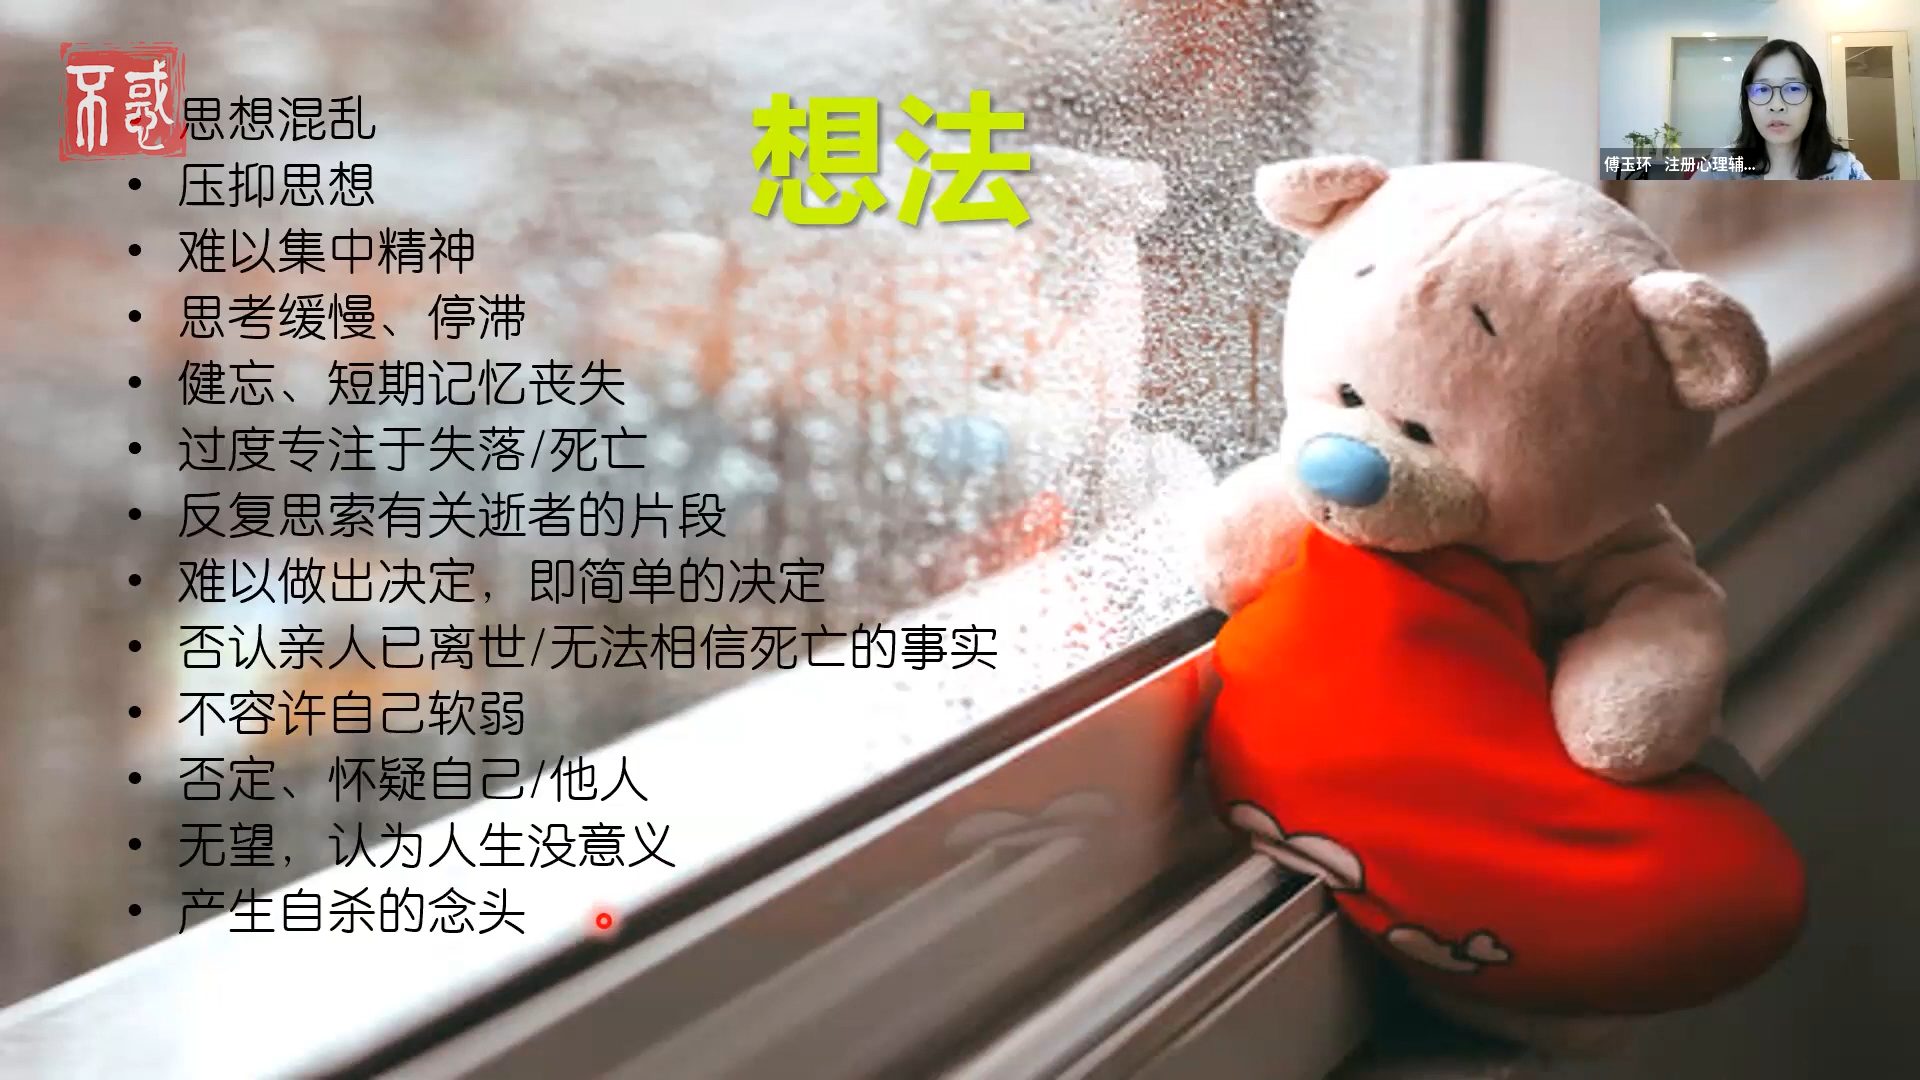 不惑
想法
思想混乱
• 压抑思想
• 难以集中精神
• 思考缓慢、停滞
• 健忘、短期记忆丧失
• 过度专注于失落/死亡
• 反复思索有关逝者的片段
• 难以做出决定，即简单的决定
• 否认亲人已离世/无法相信死亡的事实
• 不容许自己软弱
• 否定、怀疑自己/他人
• 无望，认为人生没意义
• 产生自杀的念头
傅玉环 注册心理辅...